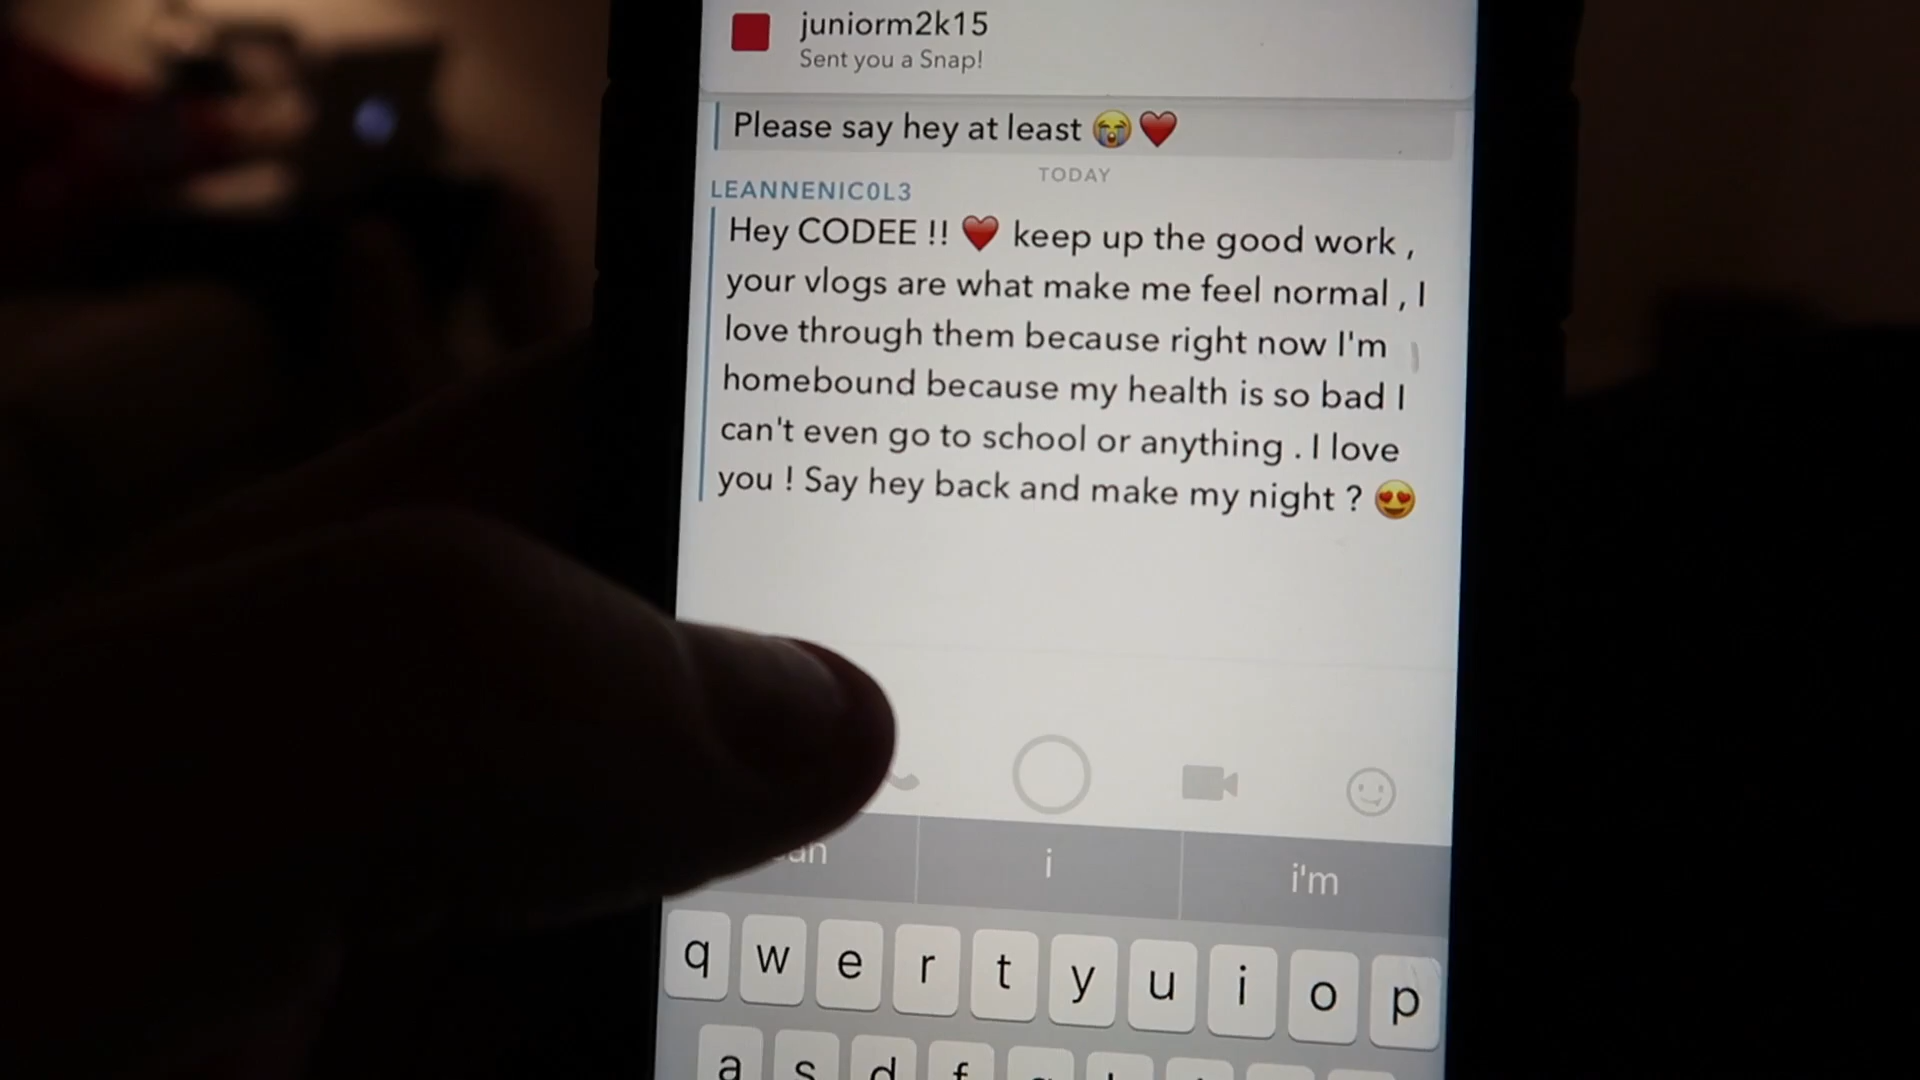 juniorm2k15
Sent you a Snap!
Please say hey at least 😭❤️
TODAY
LEANNENIC0L3
Hey CODEE !! ❤️ keep up the good work ,
your vlogs are what make me feel normal , I
love through them because right now I'm
homebound because my health is so bad I
can't even go to school or anything . I love
you ! Say hey back and make my night ? 😍
i i'm
q w e r t y u i o p
a s d f